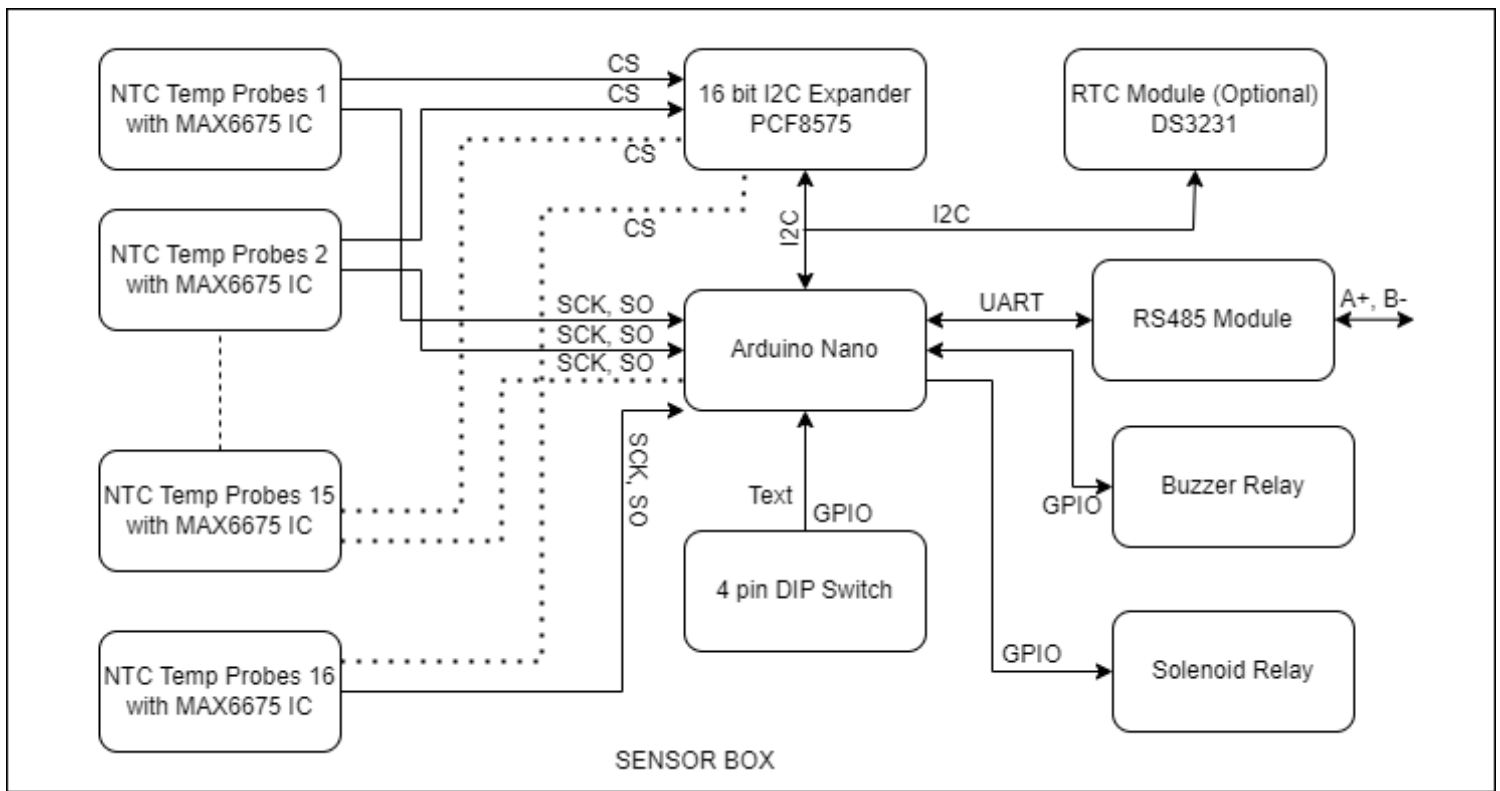 NTC Temp Probes 1
with MAX6675 IC
CS
CS
16 bit I2C Expander
PCF8575
RTC Module (Optional)
DS3231
CS
NTC Temp Probes 2
with MAX6675 IC
CS
I2C
I2C
SCK, SO
SCK, SO
SCK, SO
Arduino Nano
UART
RS485 Module
A+, B-
SCK, SO
NTC Temp Probes 15
with MAX6675 IC
Text
GPIO
4 pin DIP Switch
GPIO
Buzzer Relay
NTC Temp Probes 16
with MAX6675 IC
GPIO
Solenoid Relay
SENSOR BOX